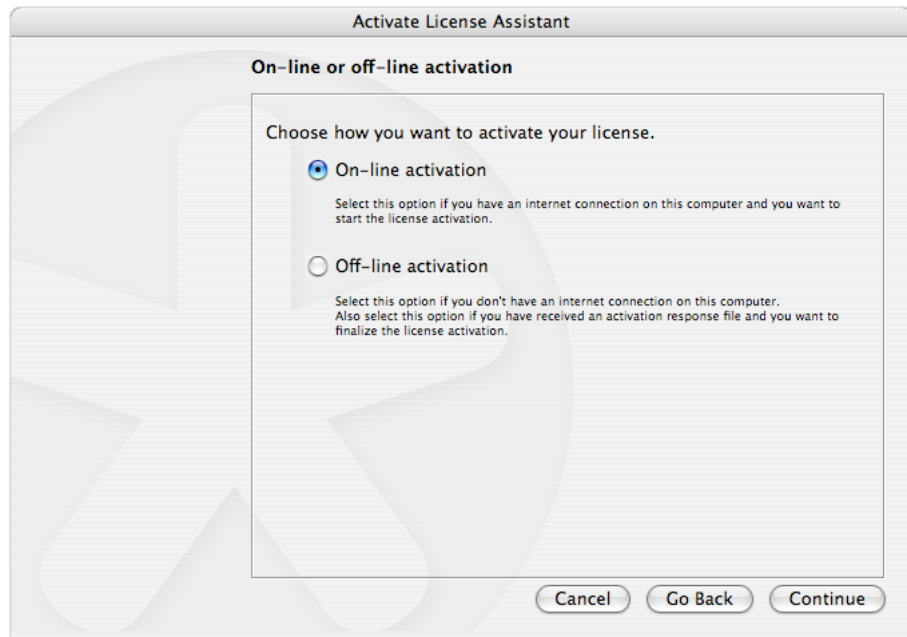 Activate License Assistant
On-line or off-line activation
Choose how you want to activate your license.
On-line activation
Select this option if you have an internet connection on this computer and you want to
start the license activation.
Off-line activation
Select this option if you don't have an internet connection on this computer.
Also select this option if you have received an activation response file and you want to
finalize the license activation.
Cancel
Go Back
Continue